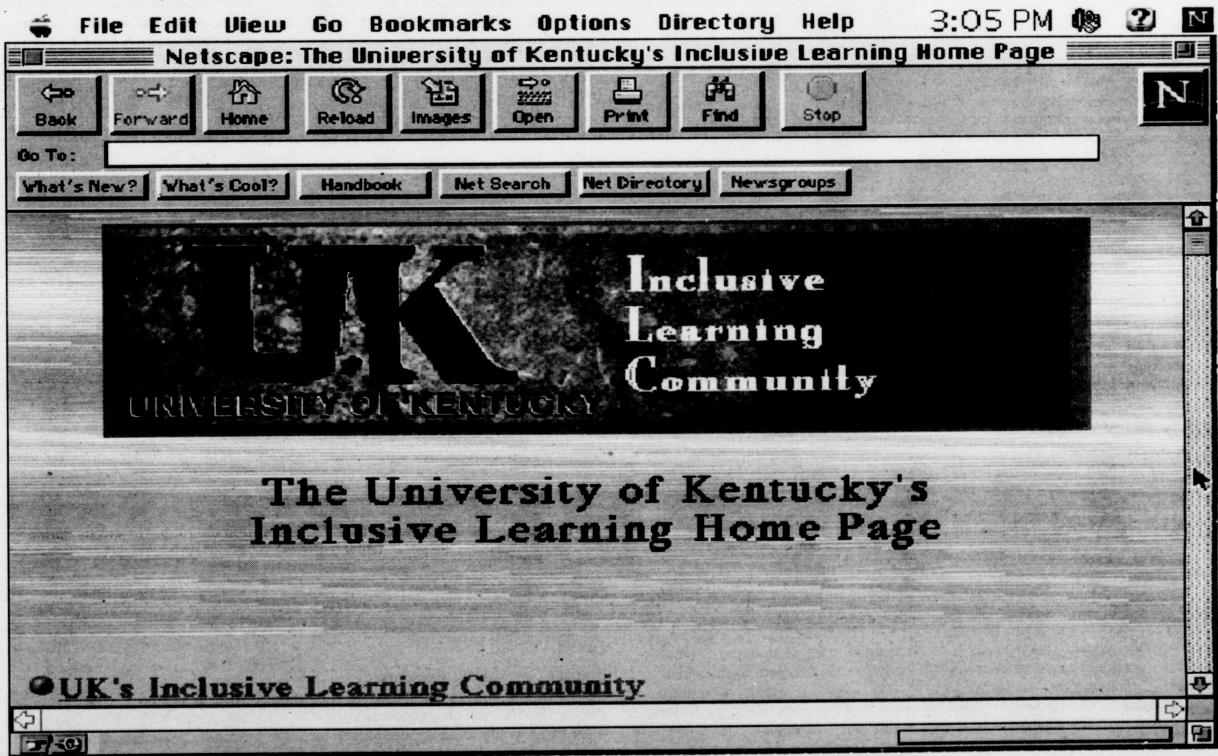 File Edit View Go Bookmarks Options Directory Help 3:05 PM ? N
Netscape: The University of Kentucky's Inclusive Learning Home Page
Back Forward Home Reload Images Open Print Find Stop N
Go To:
What's New? What's Cool? Handbook Net Search Net Directory Newsgroups
UK
UNIVERSITY OF KENTUCKY
Inclusive
Learning
Community
The University of Kentucky's
Inclusive Learning Home Page
UK's Inclusive Learning Community